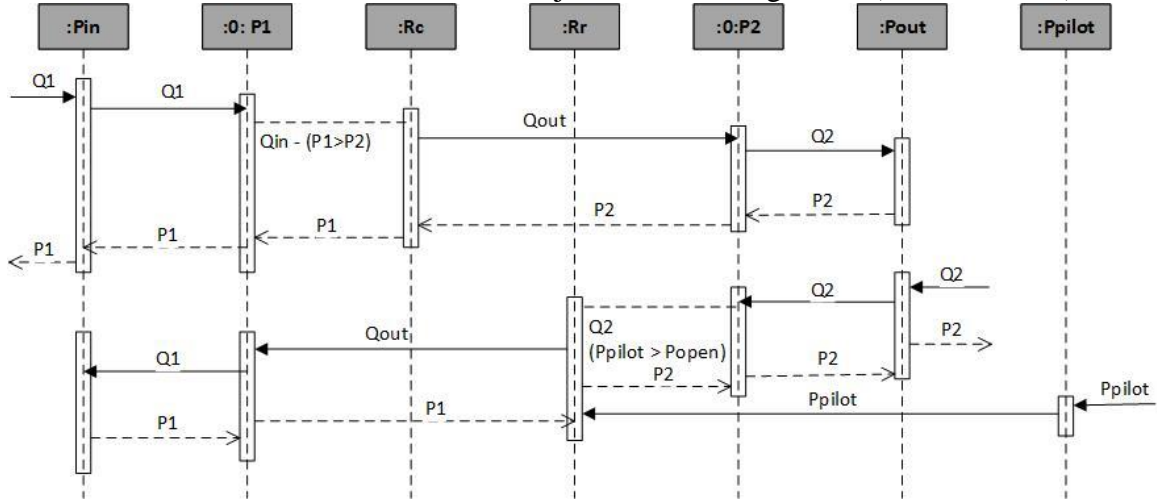 :Pin :0: P1 :Rc :Rr :0:P2 :Pout :Ppilot
Q1
Q1
Qin - (P1>P2)
Qout
Q2
P2
P2
P1
P1
P1
Q2
Q2
Q2
(Ppilot > Popen)
Qout
P2
Q1
P2
P2
Ppilot
Ppilot
P1
P1